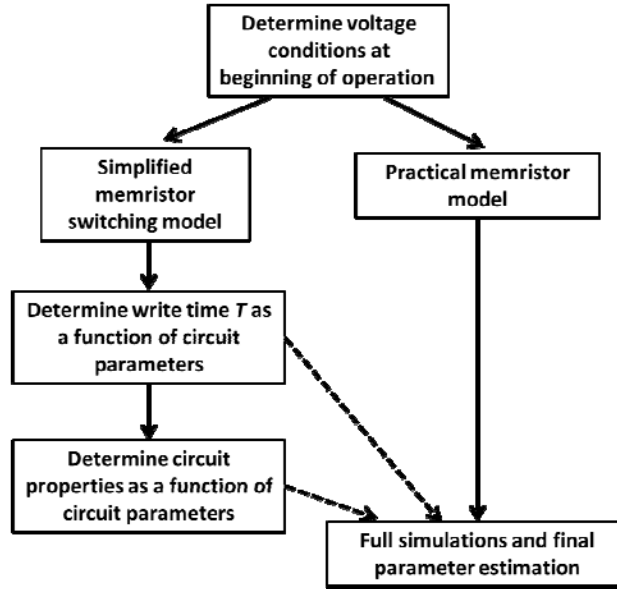 Determine voltage
conditions at
beginning of operation
Simplified
memristor
switching model
Practical memristor
model
Determine write time T as
a function of circuit
parameters
Determine circuit
properties as a function of
circuit parameters
Full simulations and final
parameter estimation